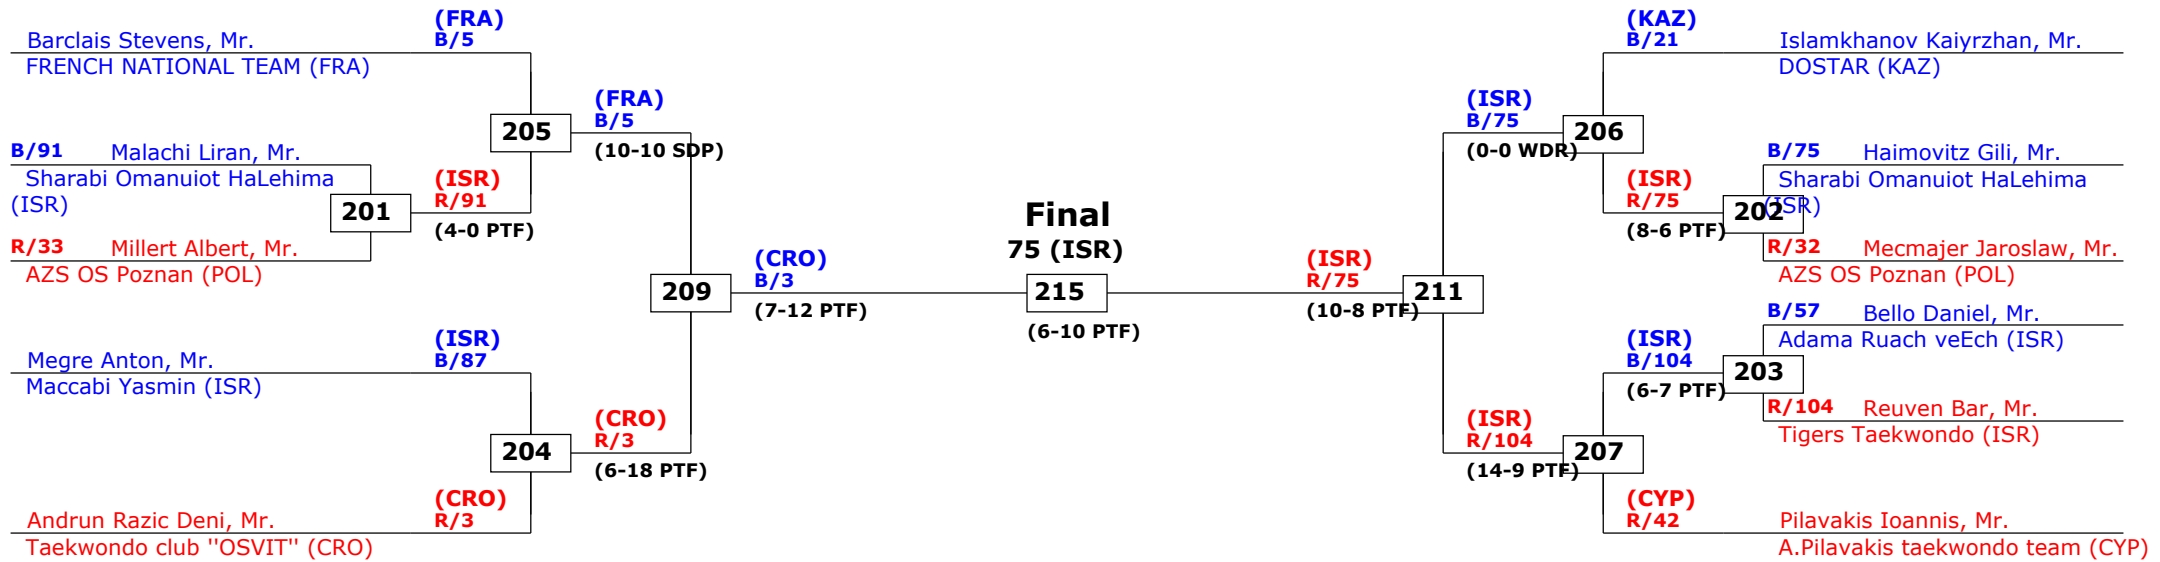 (FRA)
Barclais Stevens, Mr.
B/5
FRENCH NATIONAL TEAM (FRA)
205
(FRA)
B/5
(10-10 SDP)
B/91 Malachi Liran, Mr.
Sharabi Omanuiot HaLehima
(ISR)
201
(ISR)
R/91
(4-0 PTF)
R/33 Millert Albert, Mr.
AZS OS Poznan (POL)
209
(CRO)
B/3
(7-12 PTF)
(ISR)
Megre Anton, Mr.
B/87
Maccabi Yasmin (ISR)
204
(CRO)
R/3
(6-18 PTF)
(CRO)
Andrun Razic Deni, Mr.
R/3
Taekwondo club "OSVIT" (CRO)
Final
75 (ISR)
215
(6-10 PTF)
(ISR)
R/75
(10-8 PTF)
211
(KAZ)
B/21
Islamkhanov Kaiyrzhan, Mr.
DOSTAR (KAZ)
(ISR)
B/75
(0-0 WDR)
206
B/75 Haimovitz Gili, Mr.
Sharabi Omanuiot HaLehima
(ISR)
(ISR)
R/75
(8-6 PTF)
202
R/32 Mecmajer Jaroslaw, Mr.
AZS OS Poznan (POL)
B/57 Bello Daniel, Mr.
Adama Ruach veEch (ISR)
(ISR)
B/104
(6-7 PTF)
203
R/104 Reuven Bar, Mr.
Tigers Taekwondo (ISR)
(ISR)
R/104
(14-9 PTF)
207
(CYP)
R/42
Pilavakis Ioannis, Mr.
A.Pilavakis taekwondo team (CYP)